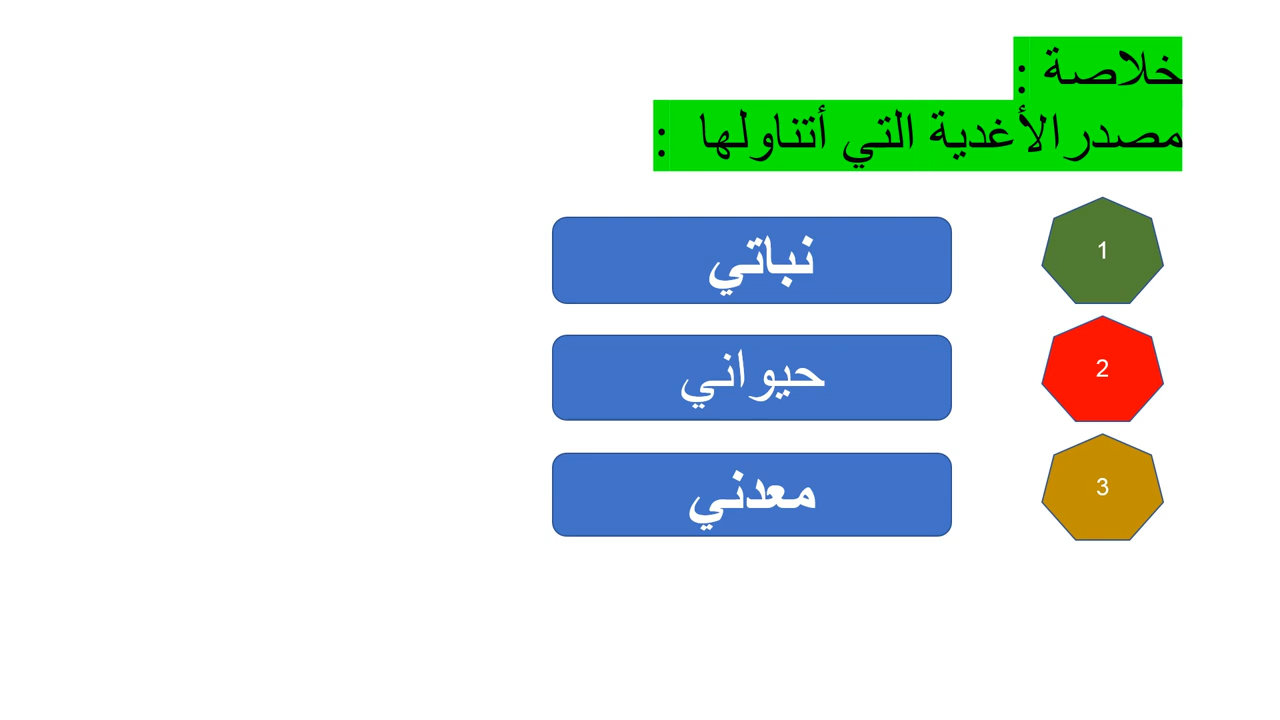 خلاصة :
مصدر الأغدية التي أتناولها :
1
نباتي
2
حيواني
3
معدني